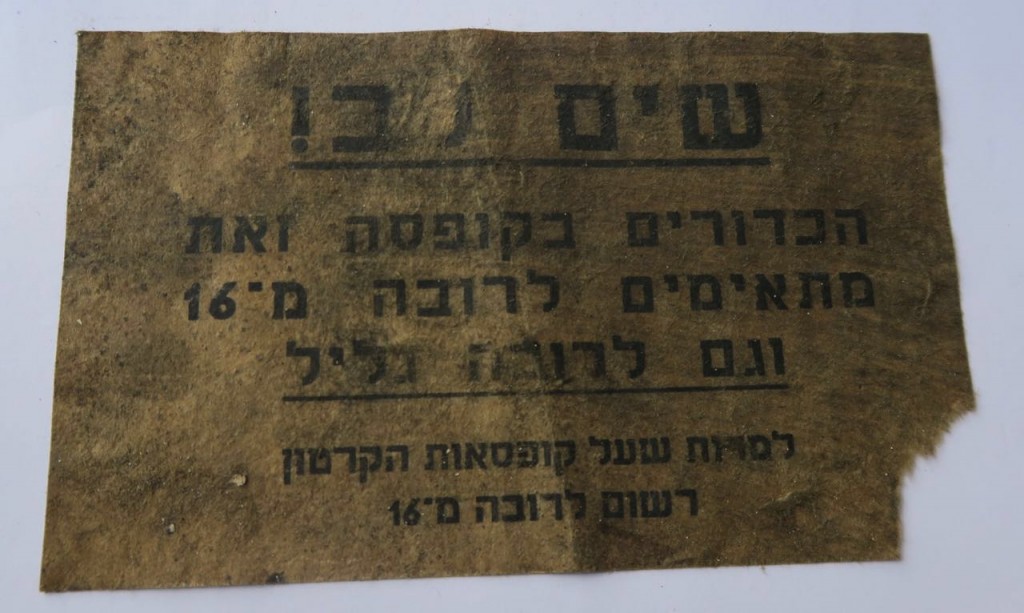 שים לב!
הכדורים בקופסה זאת
מתאימים לרובה מ־16
וגם לרובה גליל
למרות שעל קופסאות הקרטון
רשום לרובה מ־16